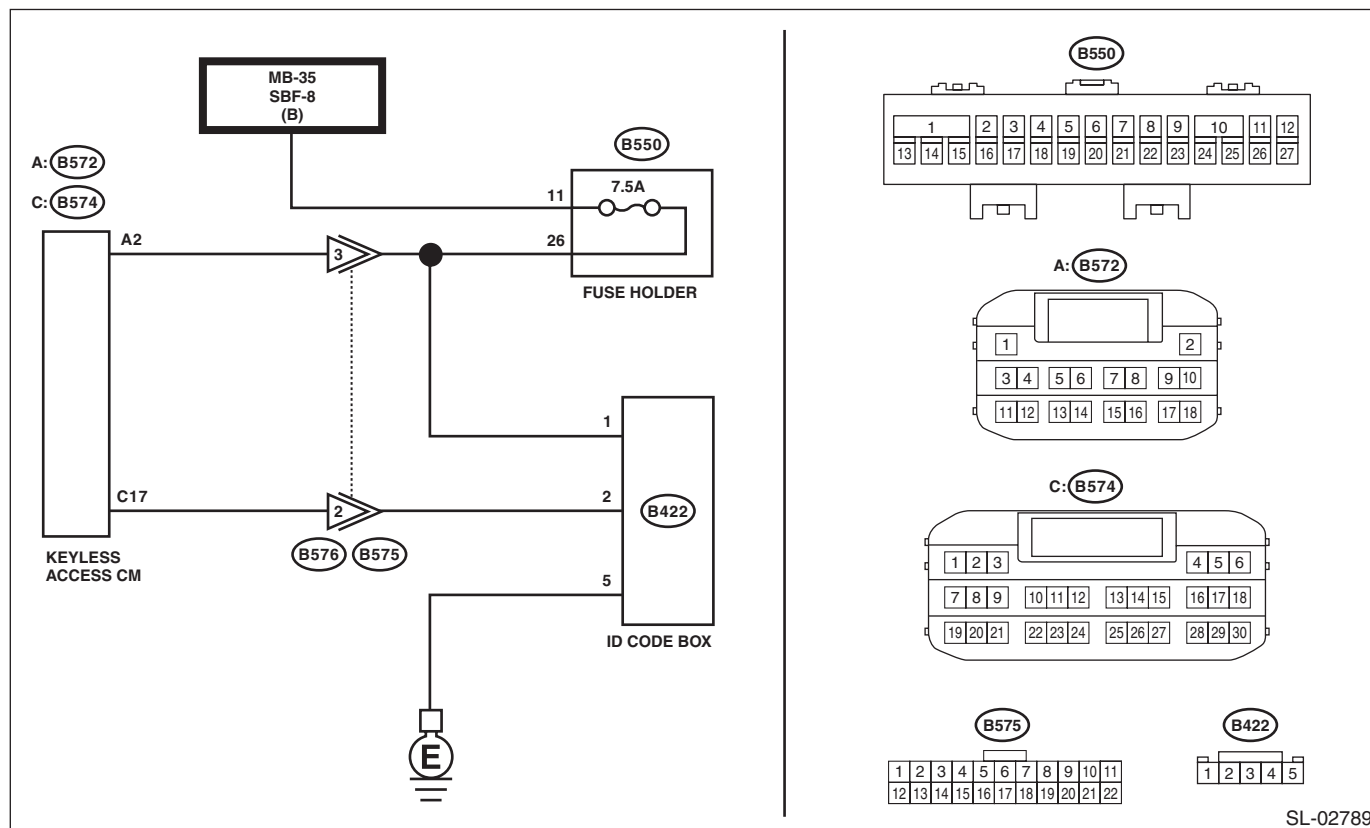 MB-35
SBF-8
(B)
A: B572
C: B574
B550
7.5A
11
26
FUSE HOLDER
A2
3
1
C17
2
2
B422
B576 B575
KEYLESS
ACCESS CM
5
ID CODE BOX
E
B550
1 2 3 4 5 6 7 8 9 10 11 12
13 14 15 16 17 18 19 20 21 22 23 24 25 26 27
A: B572
1 2
3 4 5 6 7 8 9 10
11 12 13 14 15 16 17 18
C: B574
1 2 3 4 5 6
7 8 9 10 11 12 13 14 15 16 17 18
19 20 21 22 23 24 25 26 27 28 29 30
B575
1 2 3 4 5 6 7 8 9 10 11
12 13 14 15 16 17 18 19 20 21 22
B422
1 2 3 4 5
SL-02789